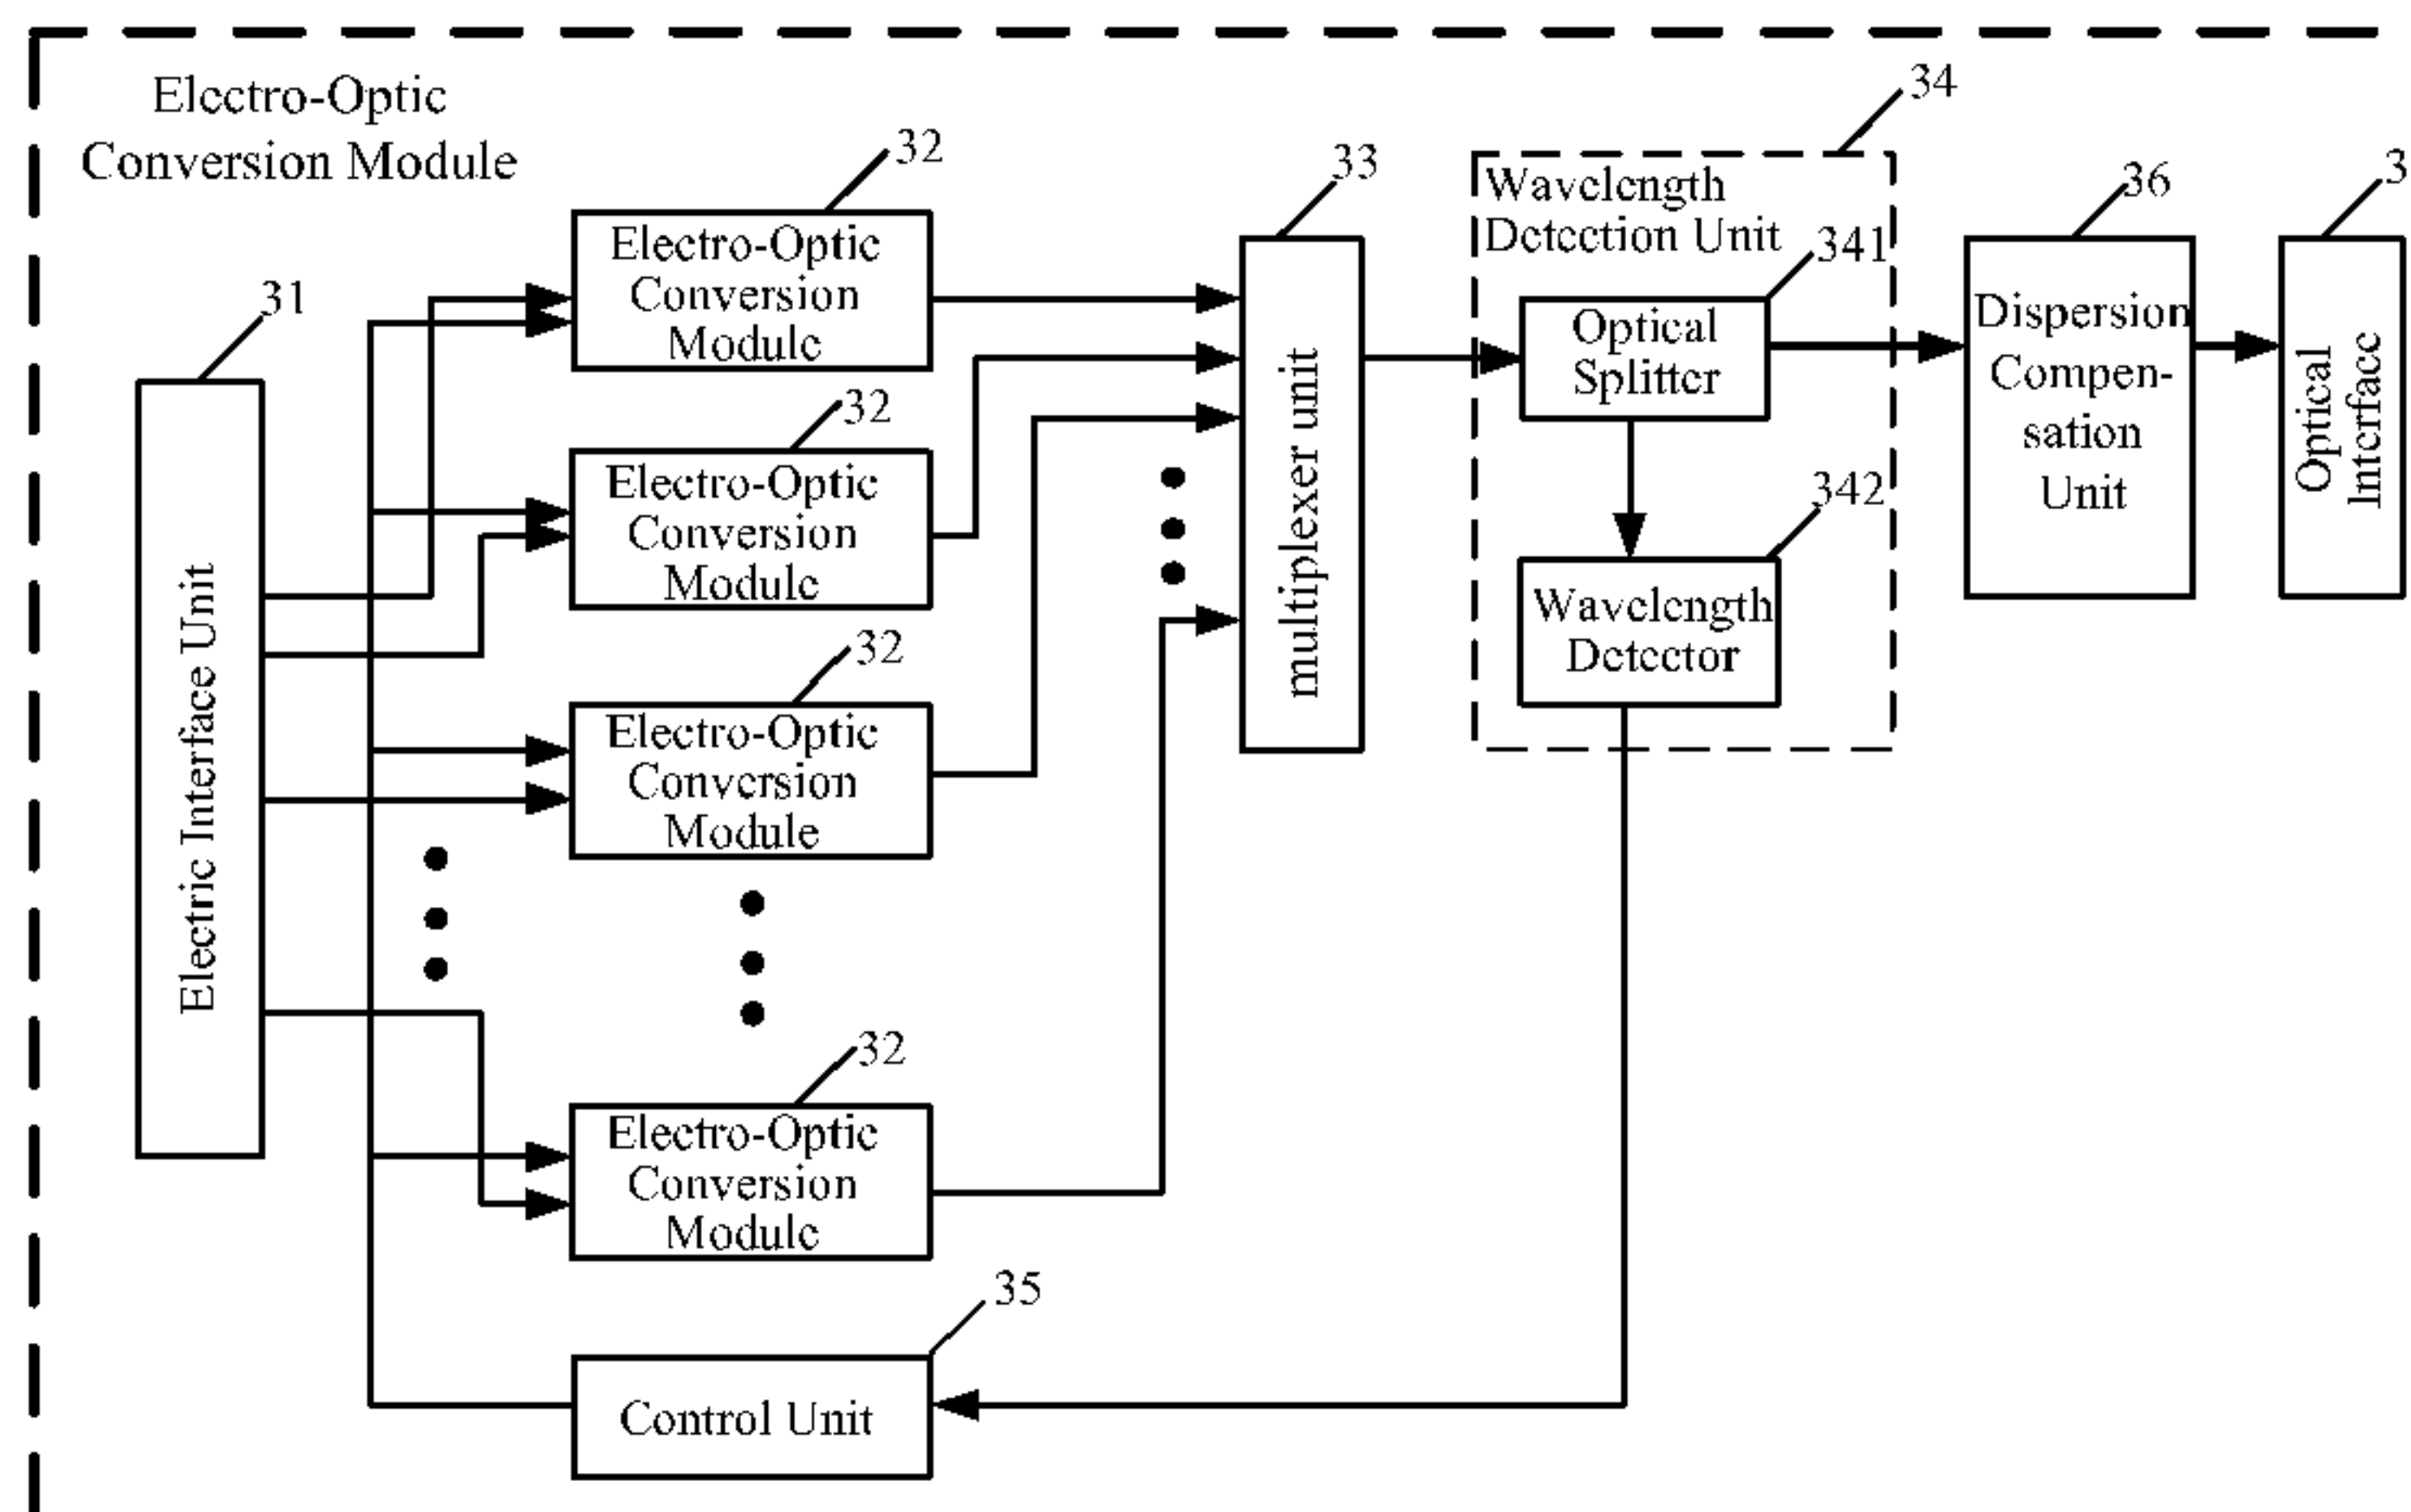 Electro-Optic
Conversion Module
34
32
33
Wavelength
Detection Unit
36
3
Electro-Optic
Conversion
Module
341
31
Optical
Splitter
Dispersion
Compen-
sation
Unit
Optical
Interface
32
Electro-Optic
Conversion
Module
multiplexer unit
342
Wavelength
Detector
Electric Interface Unit
32
Electro-Optic
Conversion
Module
32
Electro-Optic
Conversion
Module
35
Control Unit